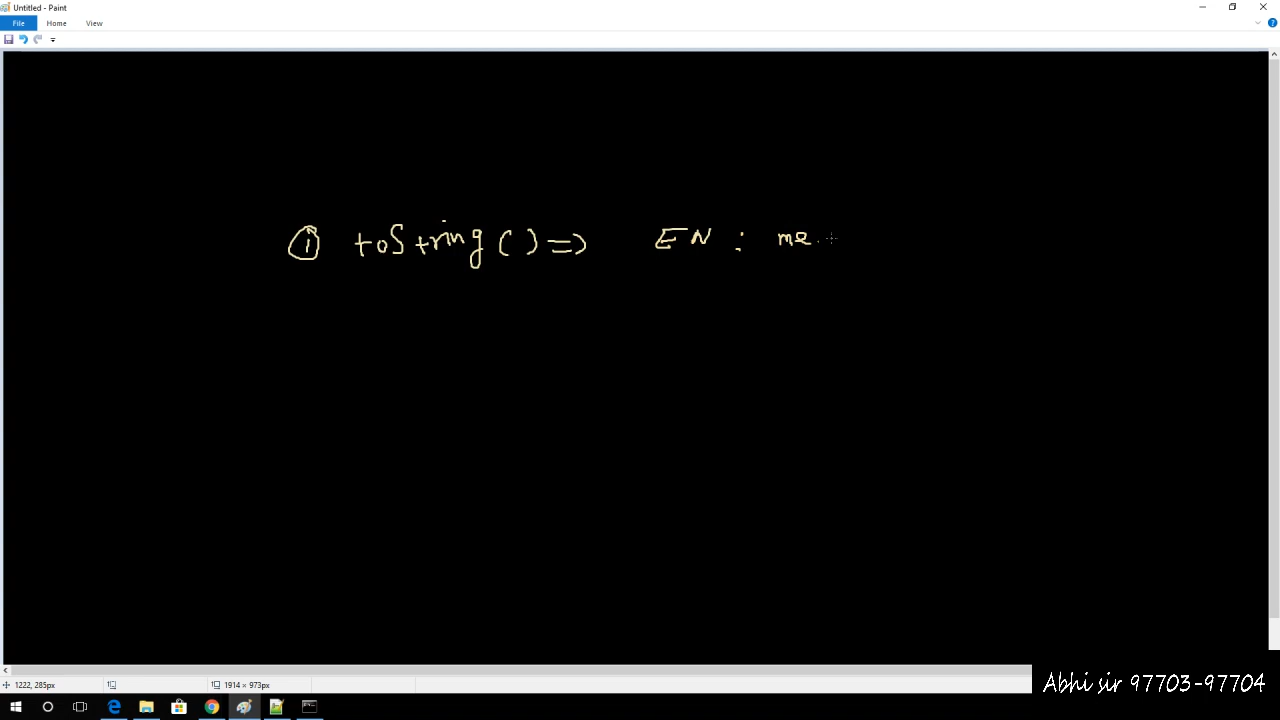 Untitled - Paint
File Home View
① toString() => EN : me
1222, 285px 1914 × 973px
Abhi sir 97703-97704